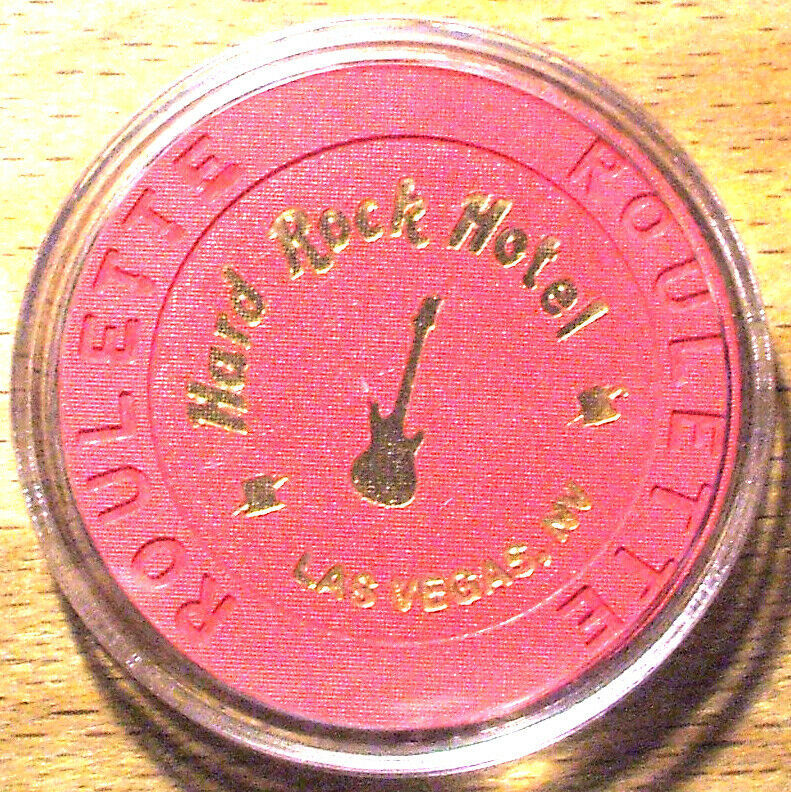 ROULETTE
ROULETTE
Hard Rock Hotel
LAS VEGAS, NV